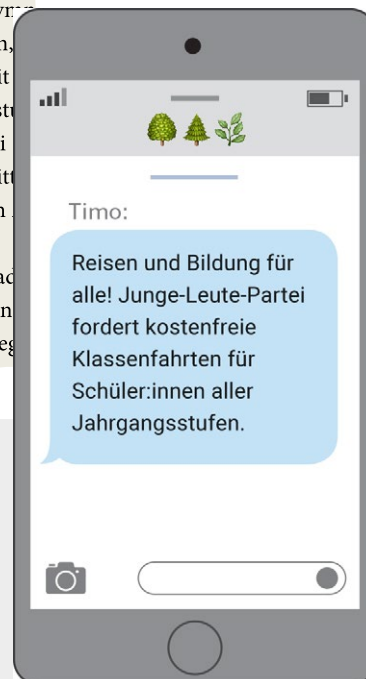 Timo:
Reisen und Bildung für
alle! Junge-Leute-Partei
fordert kostenfreie
Klassenfahrten für
Schüler:innen aller
Jahrgangsstufen.